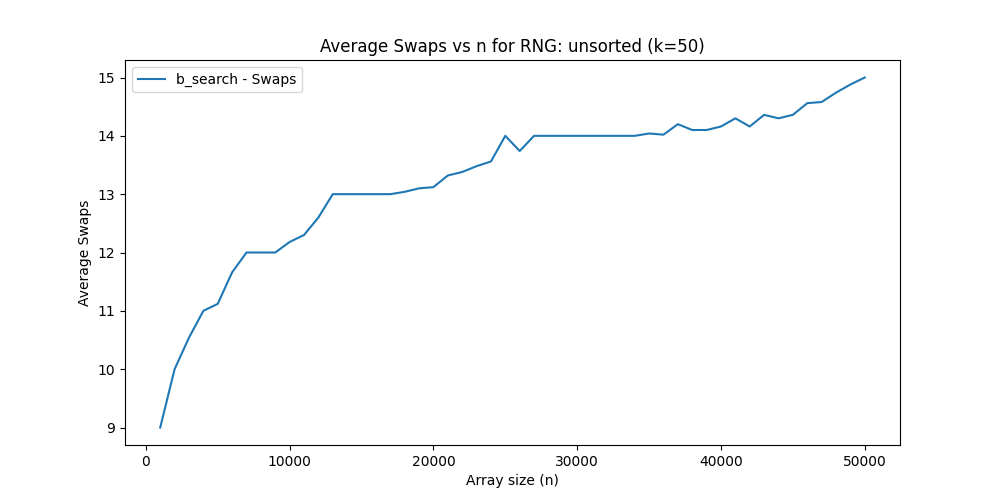 Average Swaps vs n for RNG: unsorted (k=50)
b_search - Swaps
15
14
13
12
11
10
9
Average Swaps
0 10000 20000 30000 40000 50000
Array size (n)